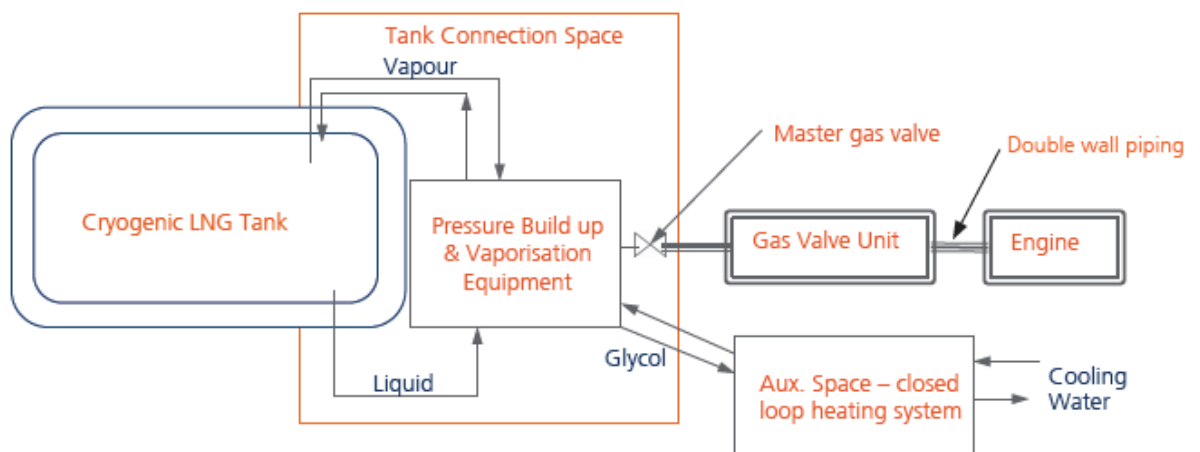 Tank Connection Space
Vapour
Master gas valve
Double wall piping
Cryogenic LNG Tank
Pressure Build up
& Vaporisation
Equipment
Gas Valve Unit
Engine
Glycol
Liquid
Aux. Space – closed
loop heating system
Cooling
Water